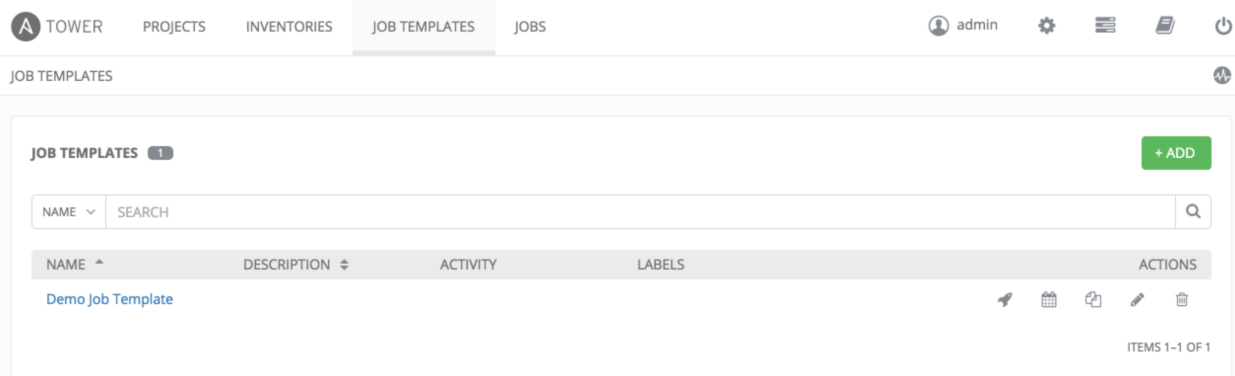 A TOWER PROJECTS INVENTORIES JOB TEMPLATES JOBS admin
JOB TEMPLATES
JOB TEMPLATES 1 + ADD
NAME SEARCH
NAME DESCRIPTION ACTIVITY LABELS ACTIONS
Demo Job Template
ITEMS 1–1 OF 1